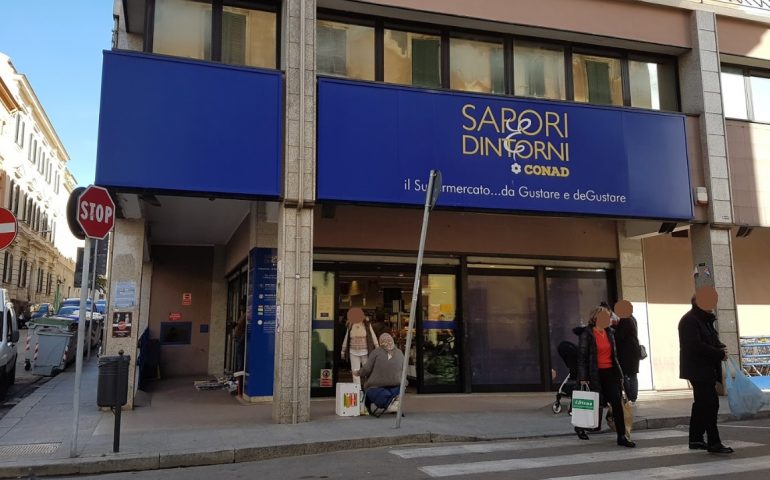 SAPORI
&
DINTORNI
CONAD
il Supermercato...da Gustare e deGustare
STOP